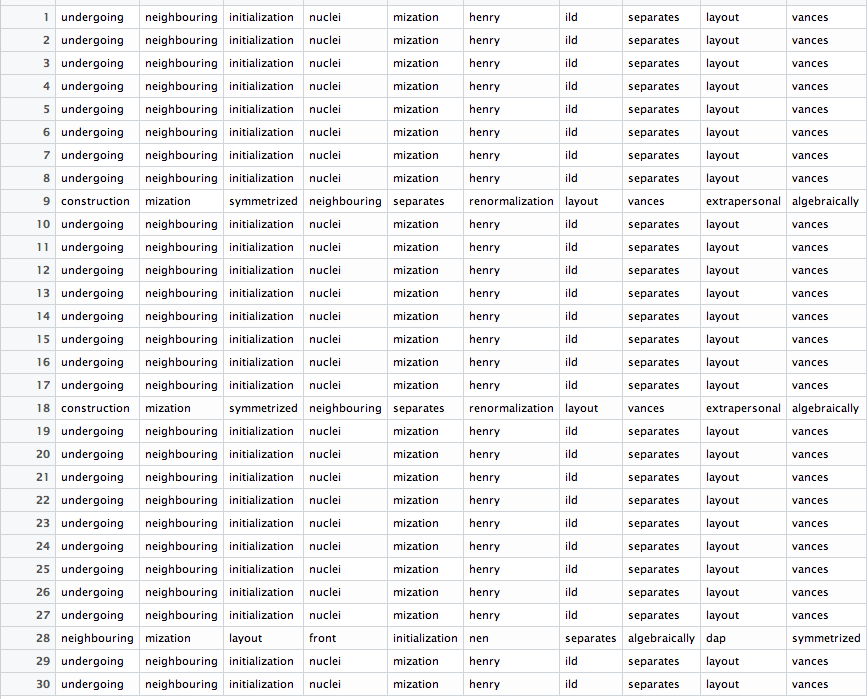 1 undergoing neighbouring initialization nuclei mization henry ild separates layout vances
2 undergoing neighbouring initialization nuclei mization henry ild separates layout vances
3 undergoing neighbouring initialization nuclei mization henry ild separates layout vances
4 undergoing neighbouring initialization nuclei mization henry ild separates layout vances
5 undergoing neighbouring initialization nuclei mization henry ild separates layout vances
6 undergoing neighbouring initialization nuclei mization henry ild separates layout vances
7 undergoing neighbouring initialization nuclei mization henry ild separates layout vances
8 undergoing neighbouring initialization nuclei mization henry ild separates layout vances
9 construction mization symmetrized neighbouring separates renormalization layout vances extrapersonal algebraically
10 undergoing neighbouring initialization nuclei mization henry ild separates layout vances
11 undergoing neighbouring initialization nuclei mization henry ild separates layout vances
12 undergoing neighbouring initialization nuclei mization henry ild separates layout vances
13 undergoing neighbouring initialization nuclei mization henry ild separates layout vances
14 undergoing neighbouring initialization nuclei mization henry ild separates layout vances
15 undergoing neighbouring initialization nuclei mization henry ild separates layout vances
16 undergoing neighbouring initialization nuclei mization henry ild separates layout vances
17 undergoing neighbouring initialization nuclei mization henry ild separates layout vances
18 construction mization symmetrized neighbouring separates renormalization layout vances extrapersonal algebraically
19 undergoing neighbouring initialization nuclei mization henry ild separates layout vances
20 undergoing neighbouring initialization nuclei mization henry ild separates layout vances
21 undergoing neighbouring initialization nuclei mization henry ild separates layout vances
22 undergoing neighbouring initialization nuclei mization henry ild separates layout vances
23 undergoing neighbouring initialization nuclei mization henry ild separates layout vances
24 undergoing neighbouring initialization nuclei mization henry ild separates layout vances
25 undergoing neighbouring initialization nuclei mization henry ild separates layout vances
26 undergoing neighbouring initialization nuclei mization henry ild separates layout vances
27 undergoing neighbouring initialization nuclei mization henry ild separates layout vances
28 neighbouring mization layout front initialization nen separates algebraically dap symmetrized
29 undergoing neighbouring initialization nuclei mization henry ild separates layout vances
30 undergoing neighbouring initialization nuclei mization henry ild separates layout vances